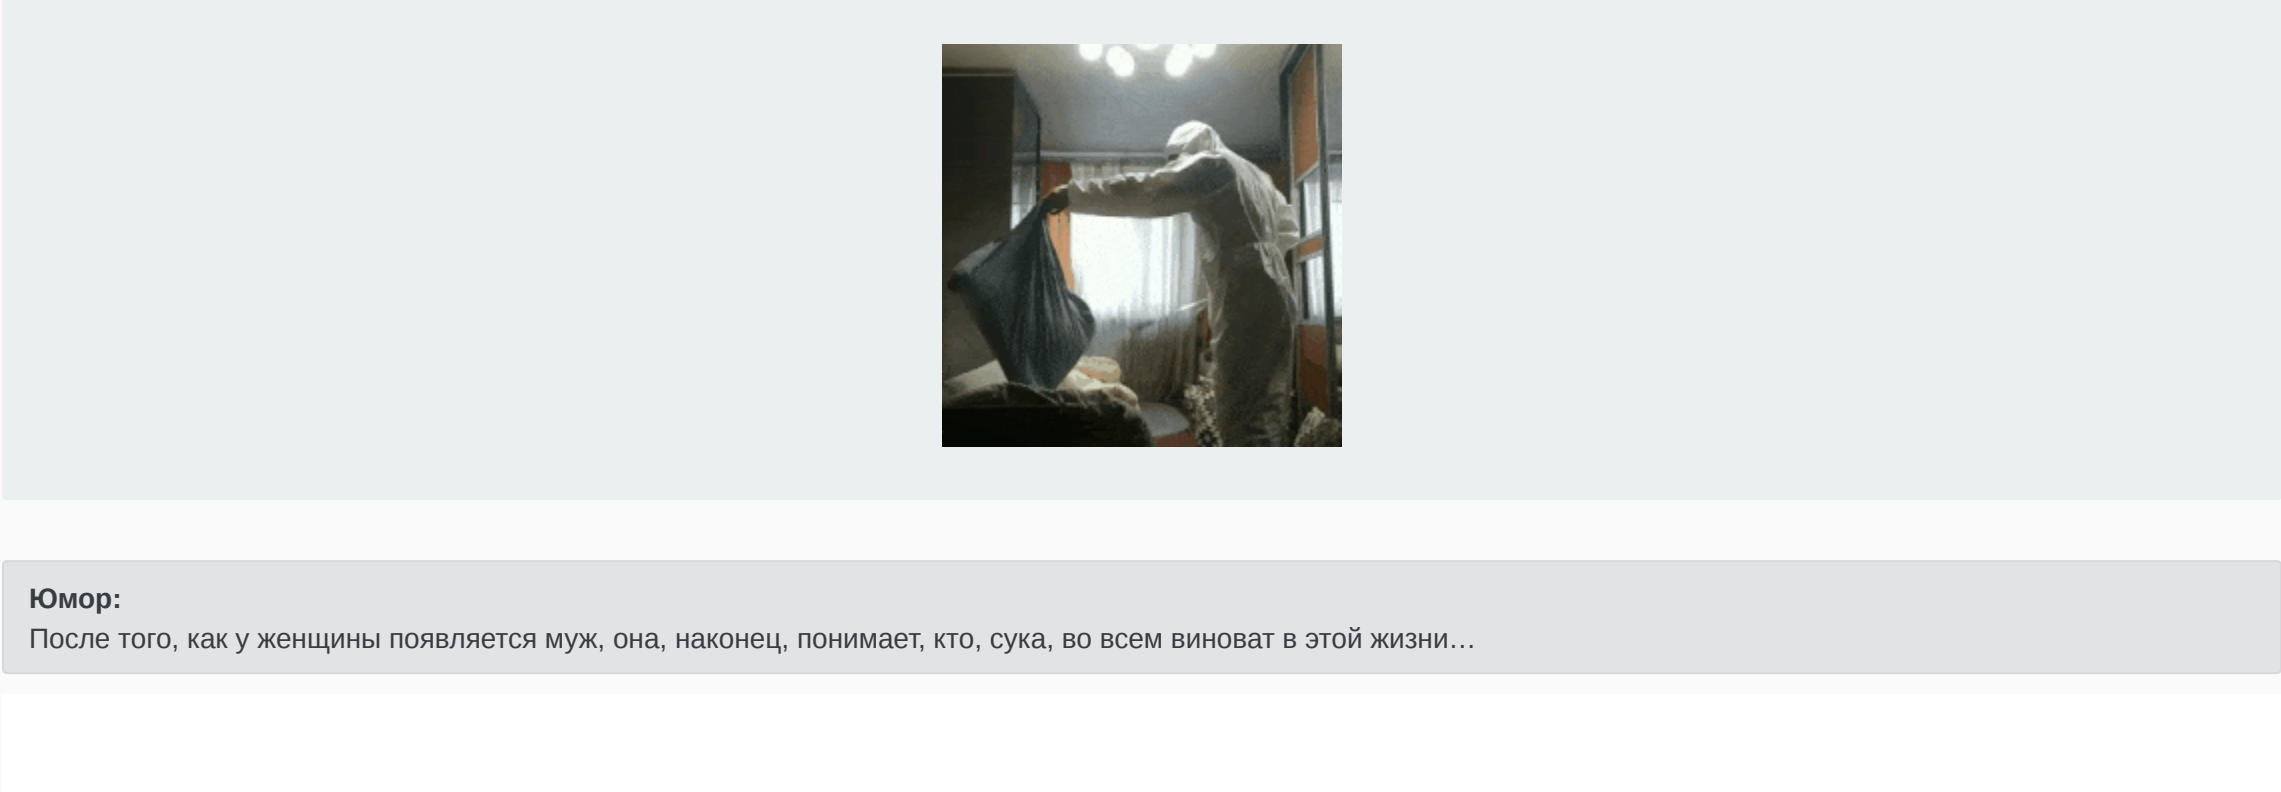 Юмор:
После того, как у женщины появляется муж, она, наконец, понимает, кто, сука, во всем виноват в этой жизни…